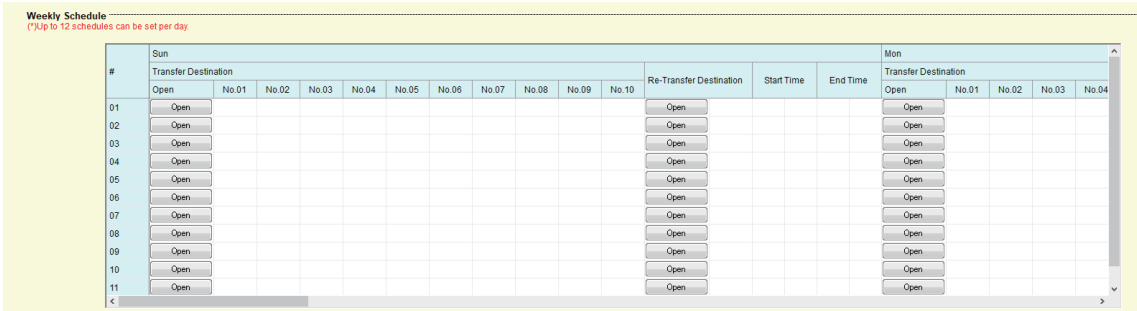 Weekly Schedule
(*)Up to 12 schedules can be set per day.
Sun Mon
# Transfer Destination Re-Transfer Destination Start Time End Time Transfer Destination
Open No.01 No.02 No.03 No.04 No.05 No.06 No.07 No.08 No.09 No.10 Open No.01 No.02 No.03 No.04
01 Open Open Open
02 Open Open Open
03 Open Open Open
04 Open Open Open
05 Open Open Open
06 Open Open Open
07 Open Open Open
08 Open Open Open
09 Open Open Open
10 Open Open Open
11 Open Open Open